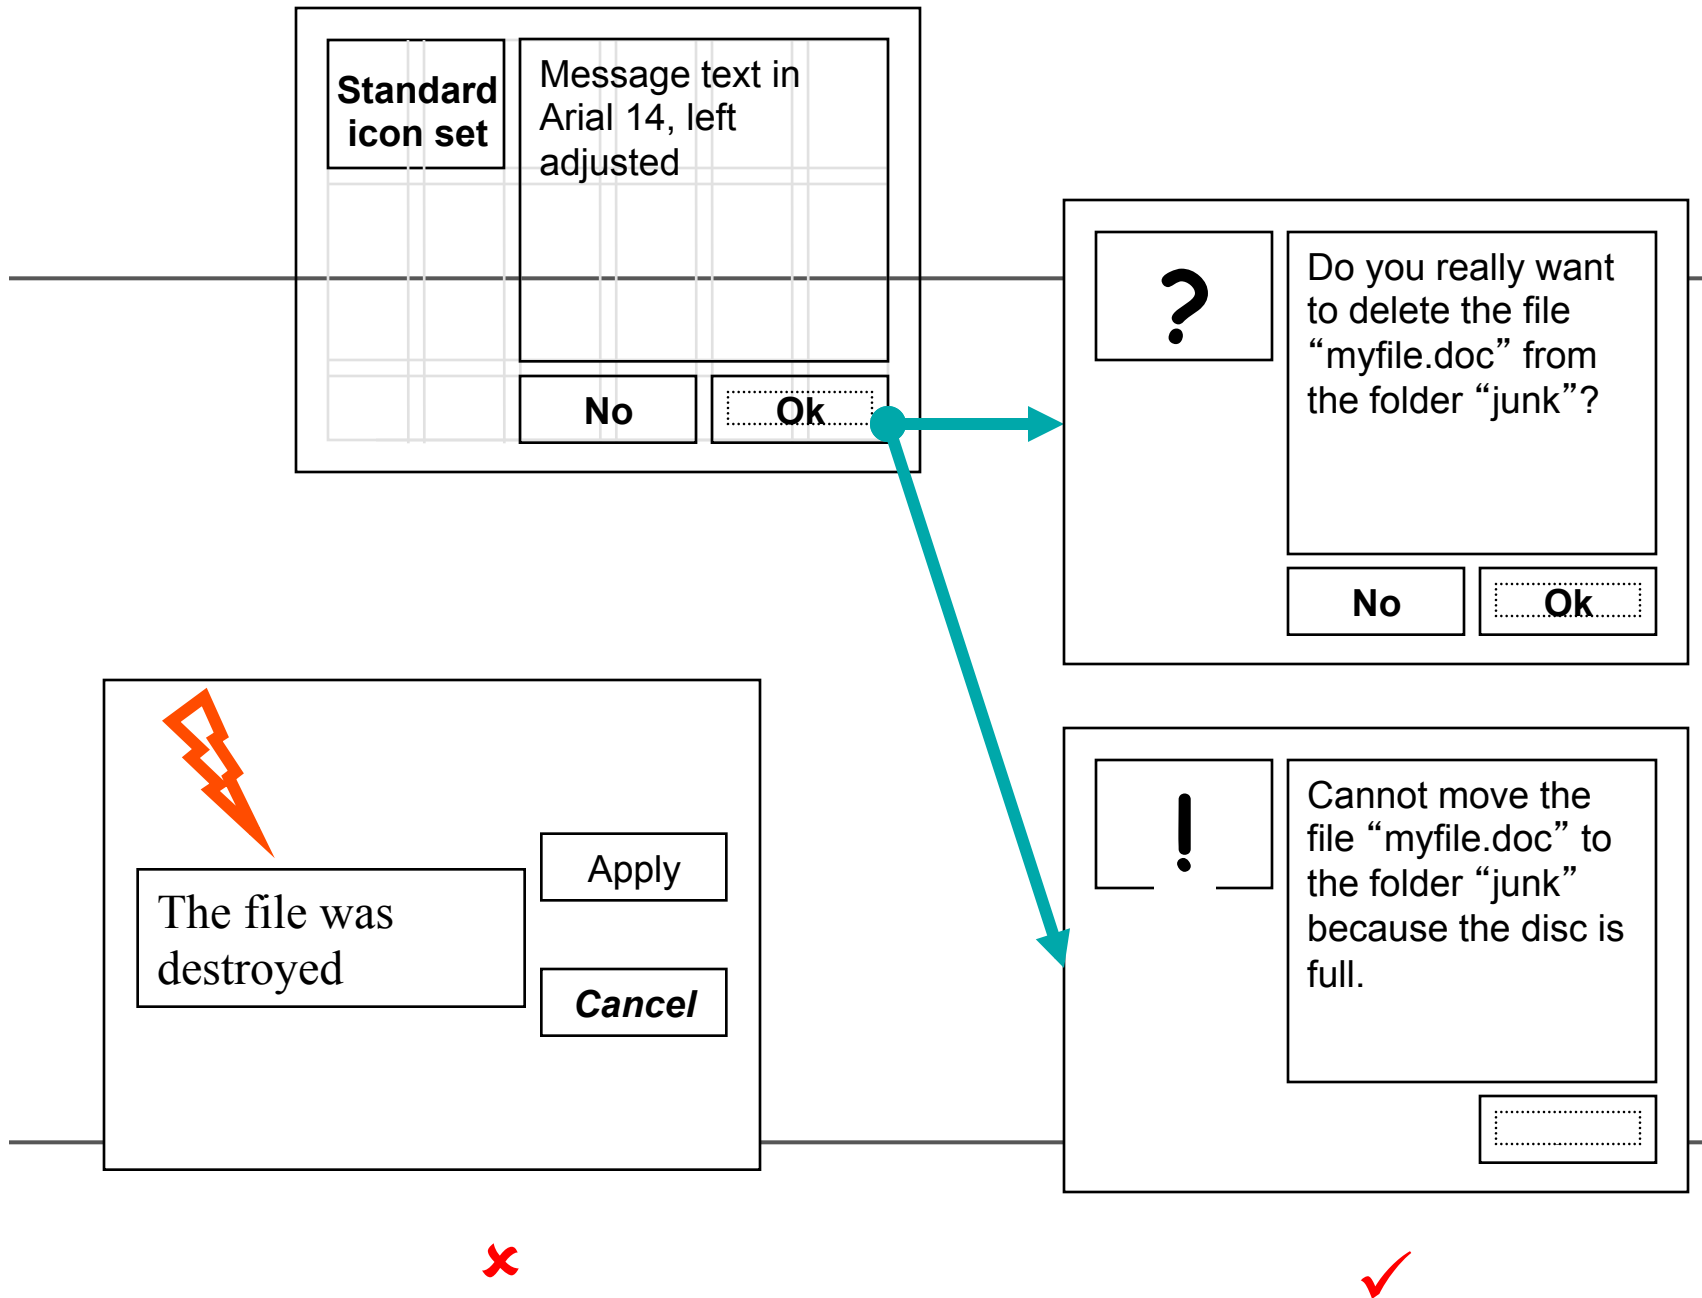 Standard
icon set
Message text in
Arial 14, left
adjusted
No
Ok
?
Do you really want
to delete the file
“myfile.doc” from
the folder “junk”?
No
Ok
The file was
destroyed
Apply
Cancel
!
Cannot move the
file “myfile.doc” to
the folder “junk”
because the disc is
full.